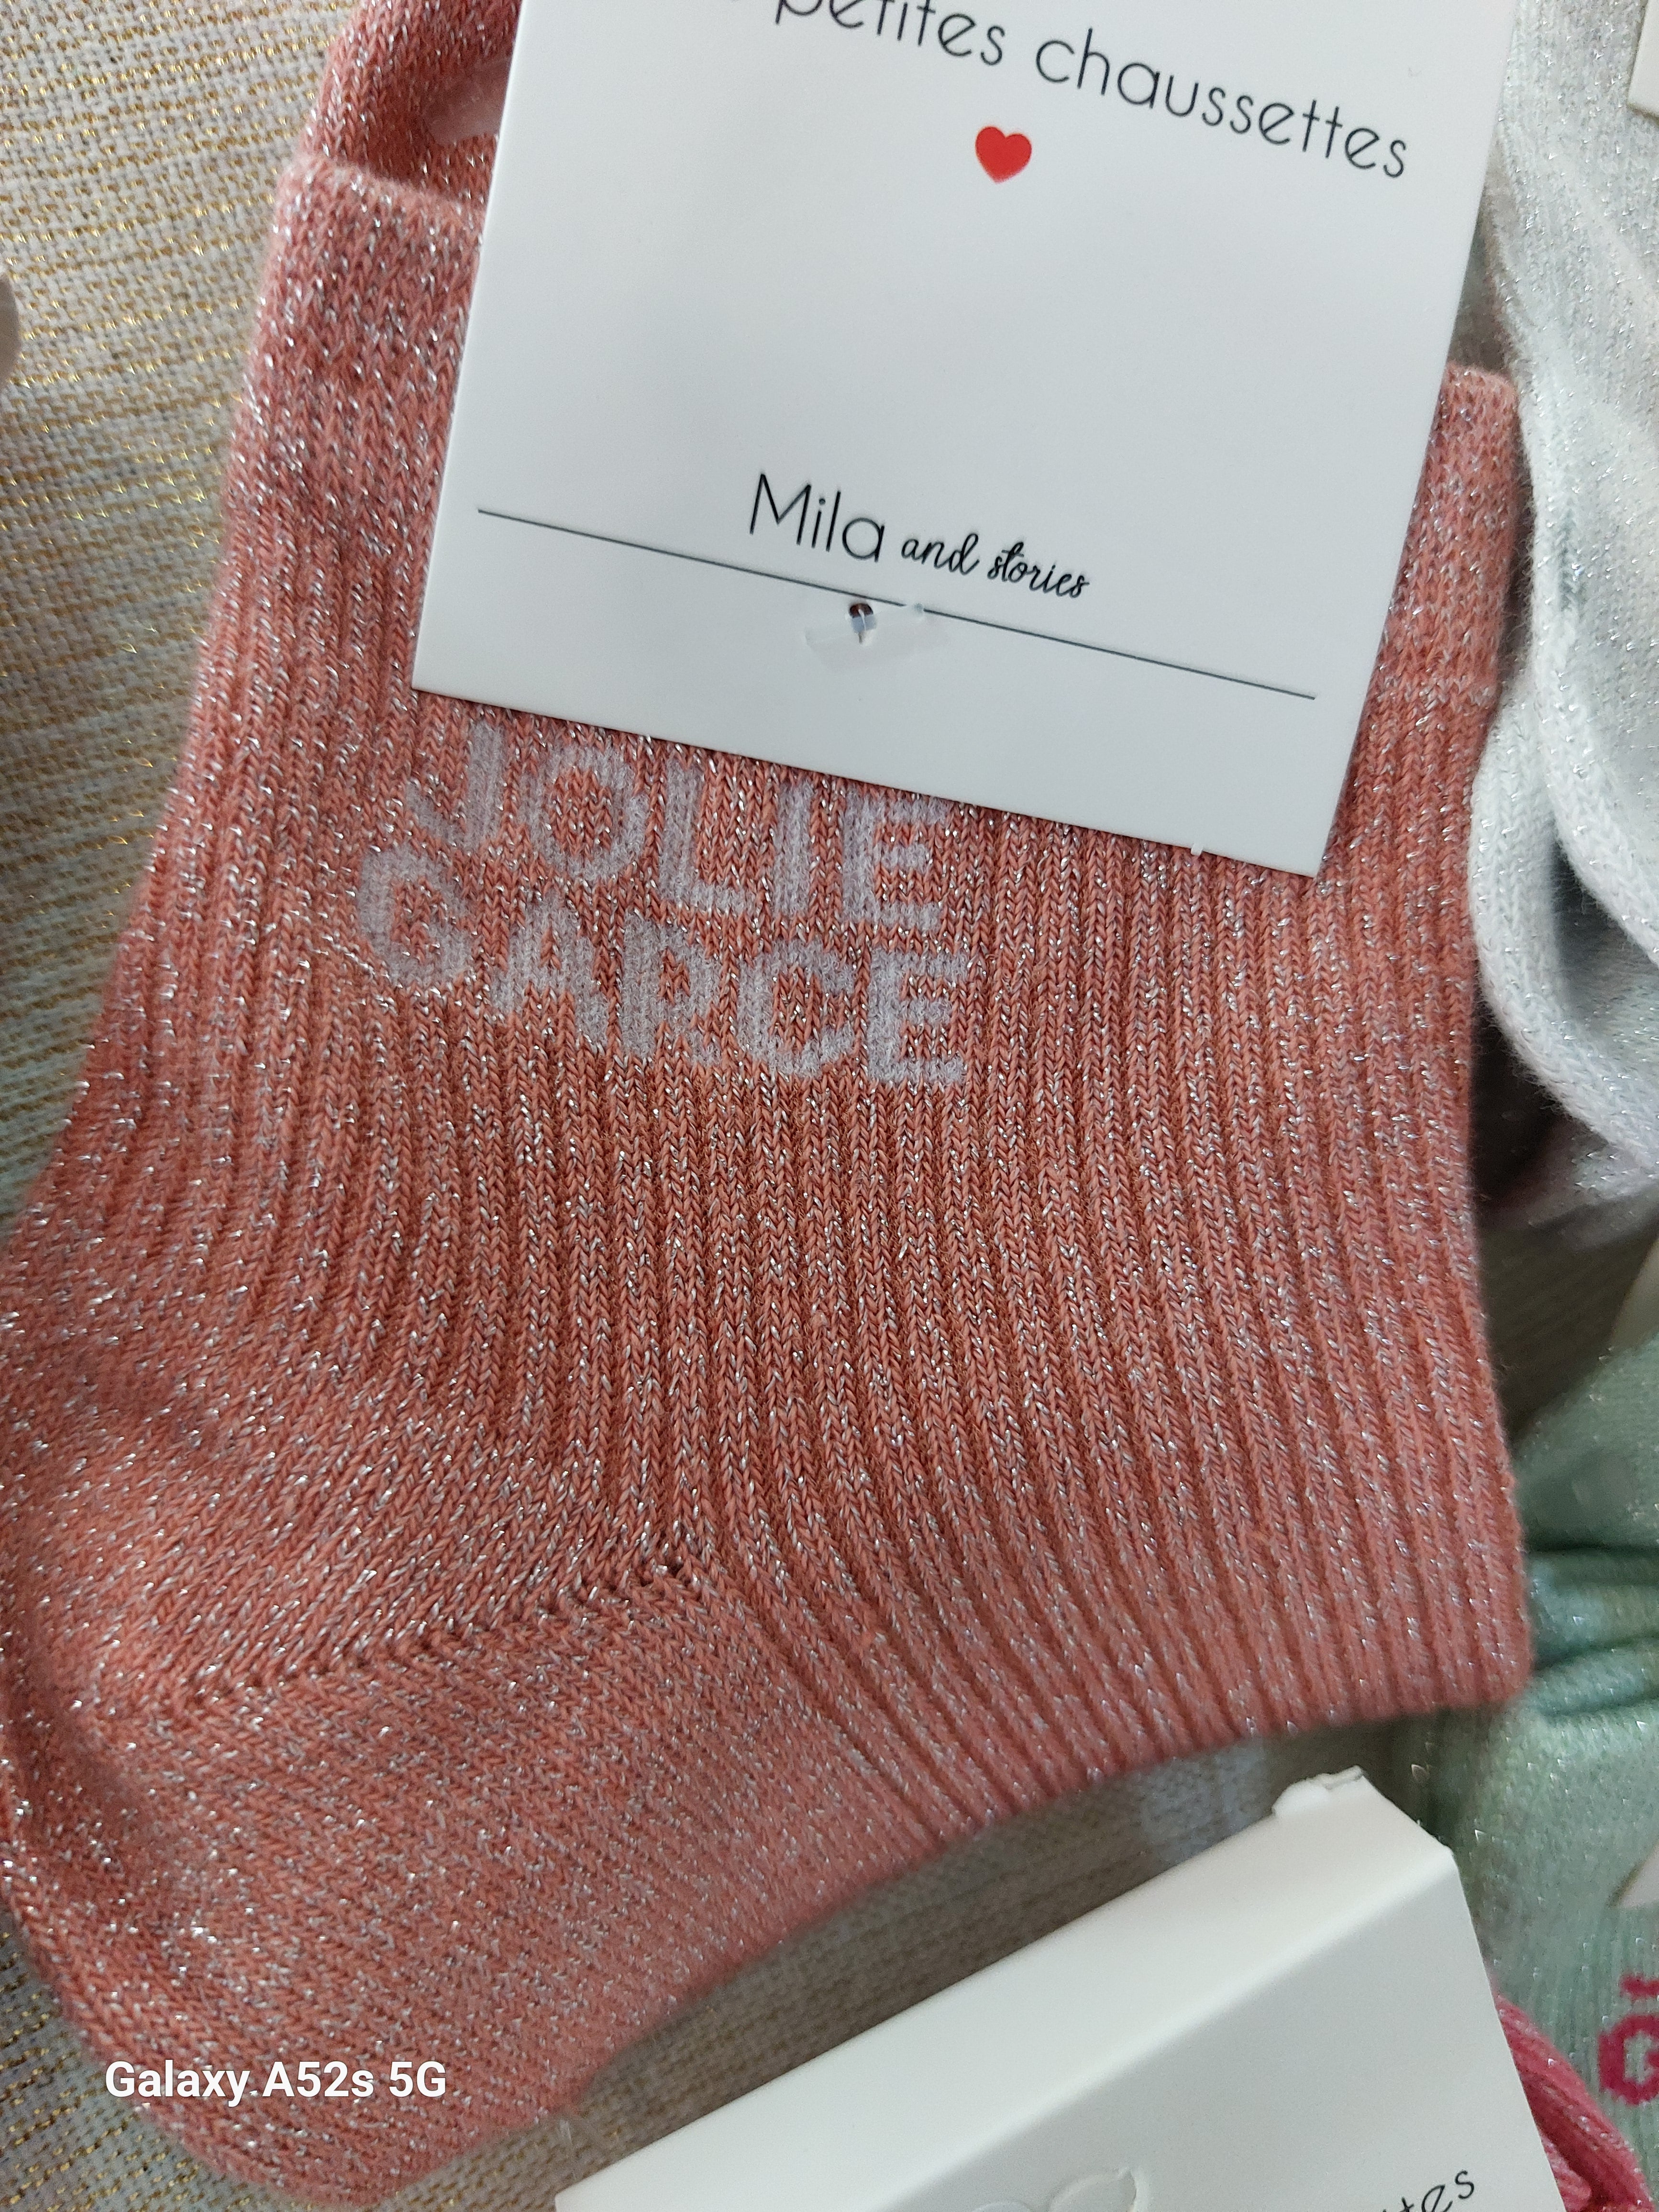 petites chaussettes
Mila and stories
JOLIE
GARCE
Galaxy A52s 5G